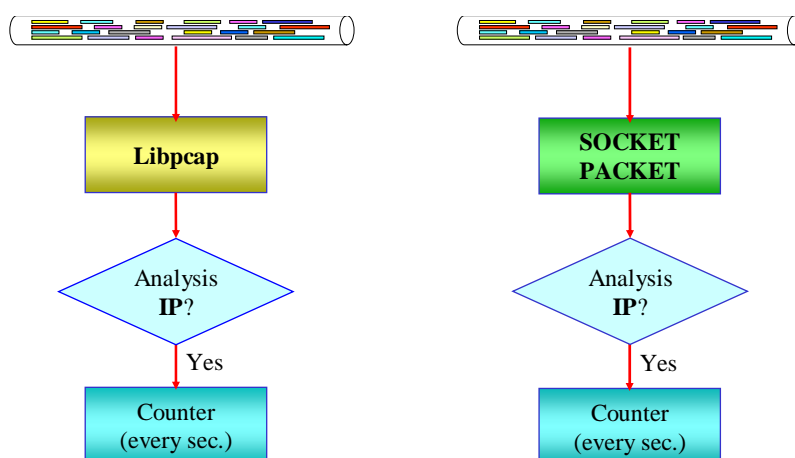 Libpcap
Analysis
IP?
Yes
Counter
(every sec.)
SOCKET
PACKET
Analysis
IP?
Yes
Counter
(every sec.)